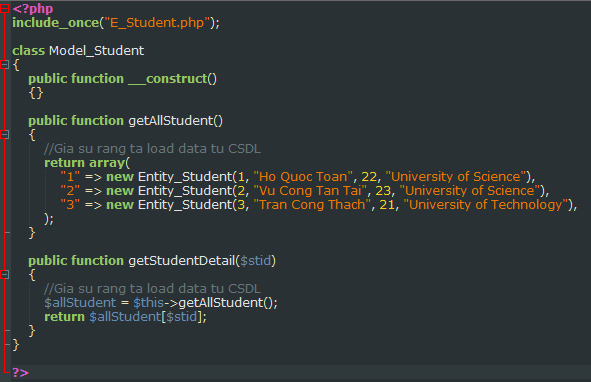 <?php
include_once("E_Student.php");
class Model_Student
{
public function __construct()
{}
public function getAllStudent()
{
//Gia su rang ta load data tu CSDL
return array(
"1" => new Entity_Student(1, "Ho Quoc Toan", 22, "University of Science"),
"2" => new Entity_Student(2, "Vu Cong Tan Tai", 23, "University of Science"),
"3" => new Entity_Student(3, "Tran Cong Thach", 21, "University of Technology"),
);
}
public function getStudentDetail($stid)
{
//Gia su rang ta load data tu CSDL
$allStudent = $this->getAllStudent();
return $allStudent[$stid];
}
}
?>